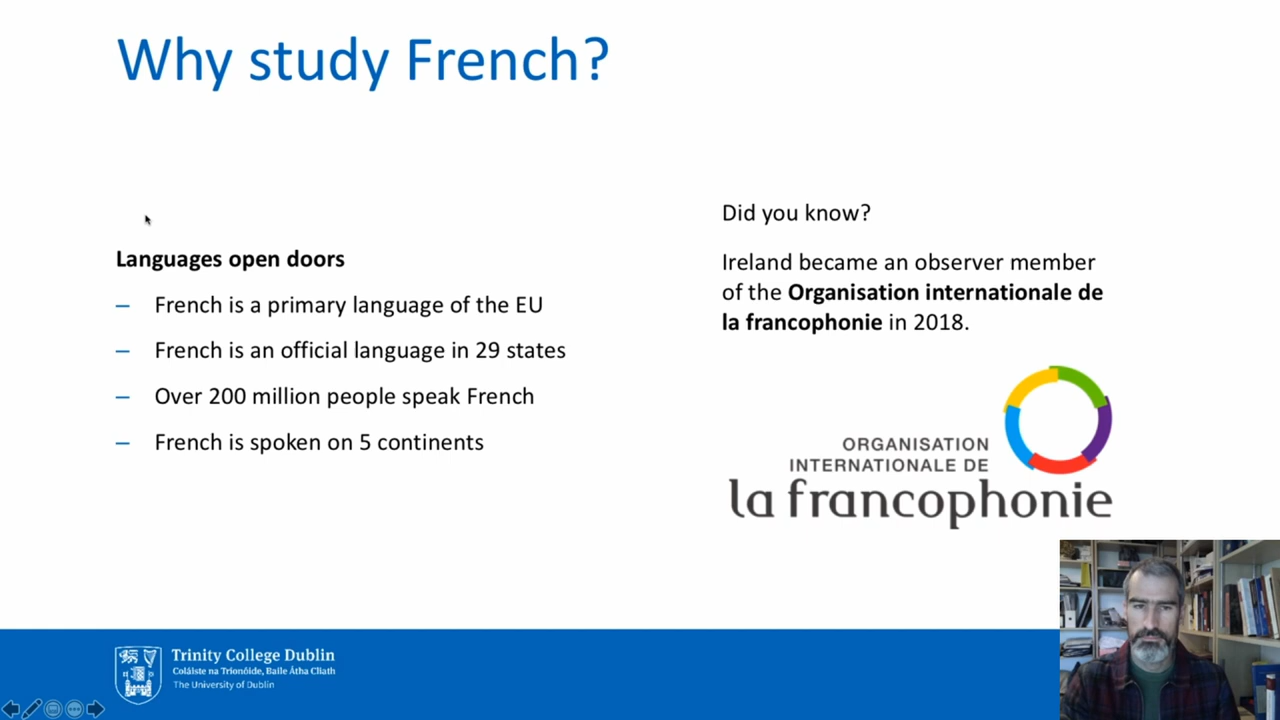 Why study French?
Languages open doors
– French is a primary language of the EU
– French is an official language in 29 states
– Over 200 million people speak French
– French is spoken on 5 continents
Did you know?
Ireland became an observer member
of the Organisation internationale de
la francophonie in 2018.
ORGANISATION
INTERNATIONALE DE
la francophonie
Trinity College Dublin
Coláiste na Tríonóide, Baile Átha Cliath
The University of Dublin